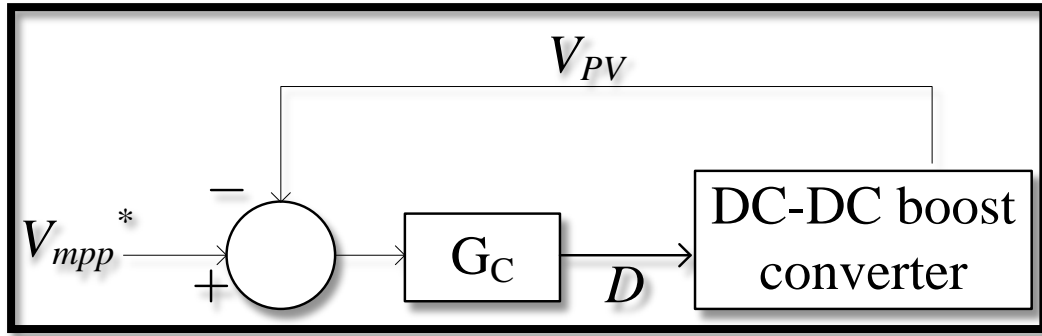 V_PV
−
V_mpp*
+
G_C
D
DC-DC boost
converter